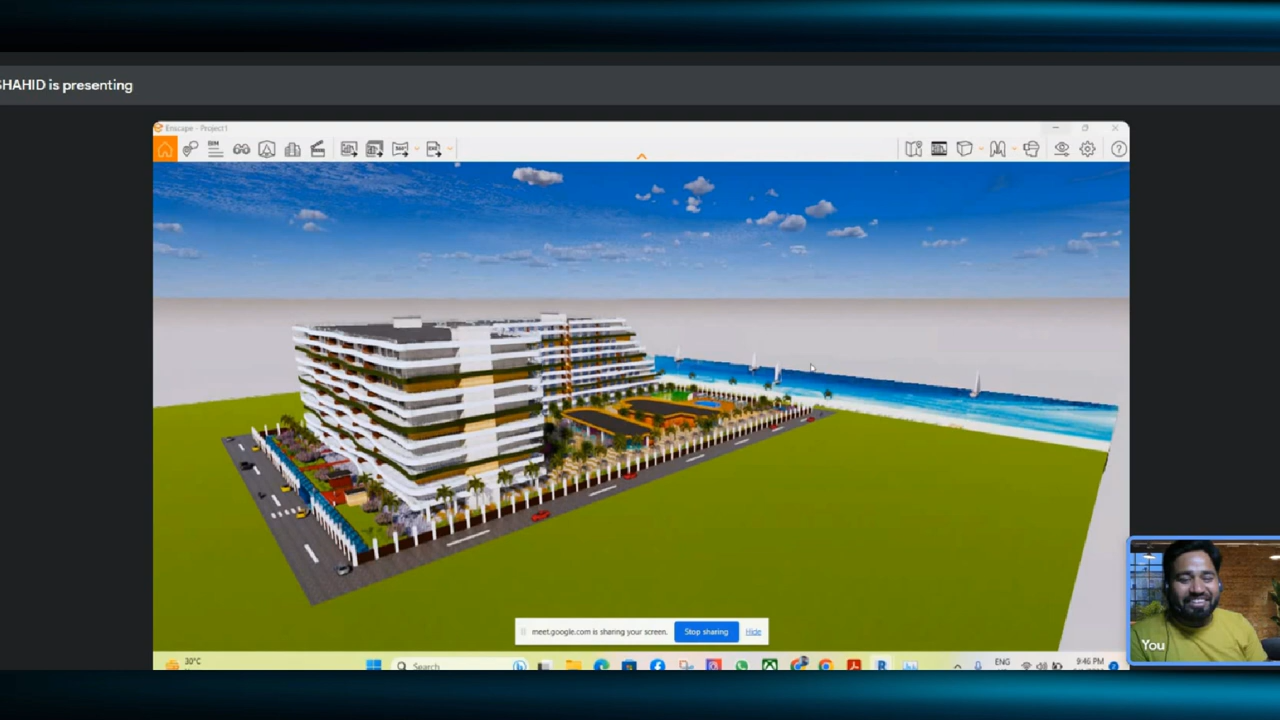 SHAHID is presenting
Enscape - Project1
BIM
meet.google.com is sharing your screen.
Stop sharing
Hide
You
30°C
Search
ENG
9:46 PM